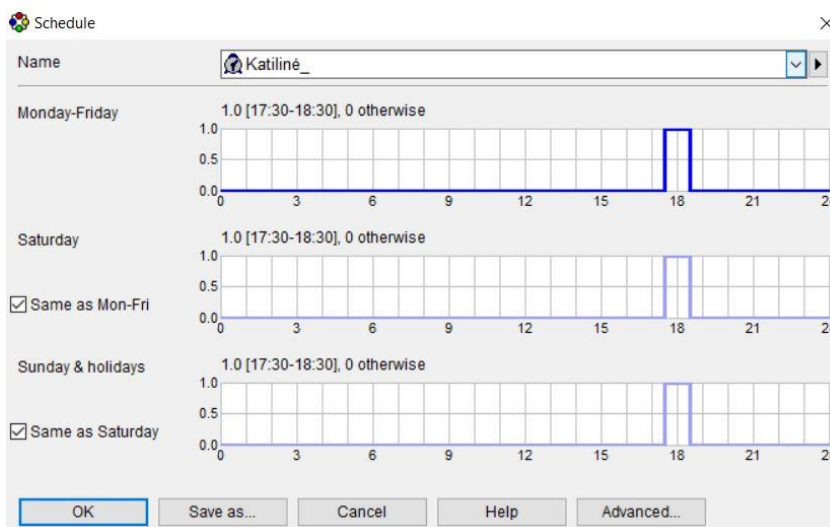 Schedule
Name
Katilinė_
Monday-Friday
1.0 [17:30-18:30], 0 otherwise
1.0
0.5
0.0
0 3 6 9 12 15 18 21 2
Saturday
1.0 [17:30-18:30], 0 otherwise
1.0
0.5
Same as Mon-Fri
0.0
0 3 6 9 12 15 18 21 2
Sunday & holidays
1.0 [17:30-18:30], 0 otherwise
1.0
0.5
Same as Saturday
0.0
0 3 6 9 12 15 18 21 2
OK Save as... Cancel Help Advanced...